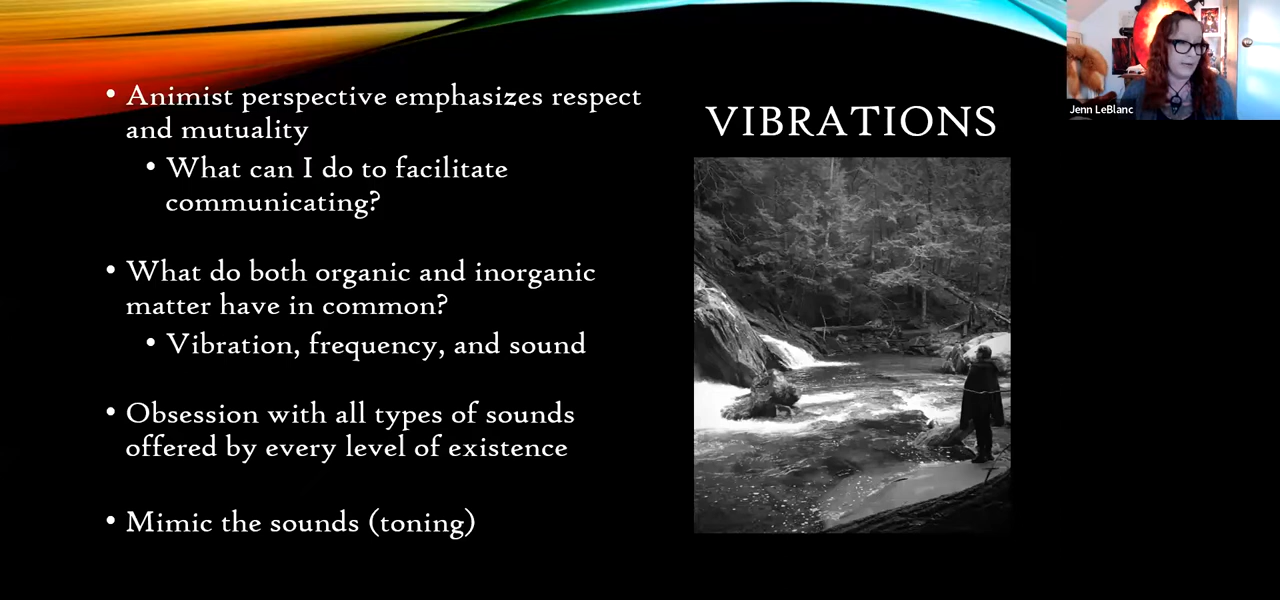 • Animist perspective emphasizes respect
and mutuality
• What can I do to facilitate
communicating?
• What do both organic and inorganic
matter have in common?
• Vibration, frequency, and sound
• Obsession with all types of sounds
offered by every level of existence
• Mimic the sounds (toning)
VIBRATIONS
Jenn LeBlanc